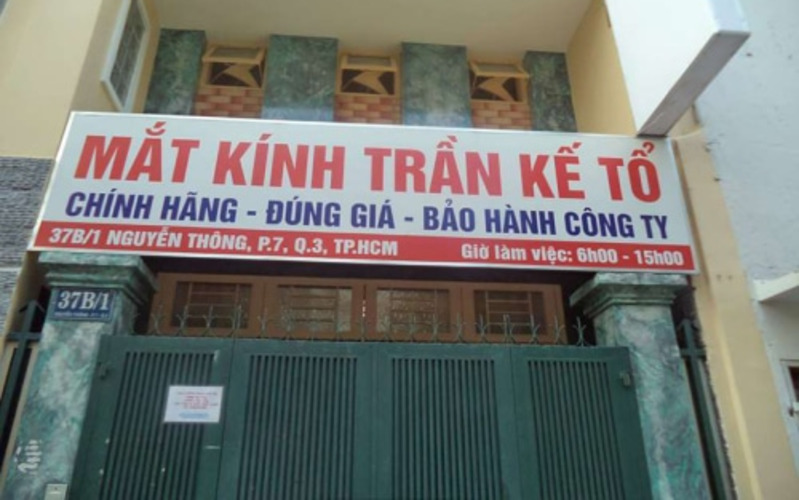 MẮT KÍNH TRẦN KẾ TỔ
CHÍNH HÃNG - ĐÚNG GIÁ - BẢO HÀNH CÔNG TY
37B/1 NGUYỄN THÔNG, P.7, Q.3, TP.HCM Giờ làm việc: 6h00 - 15h00
37B/1